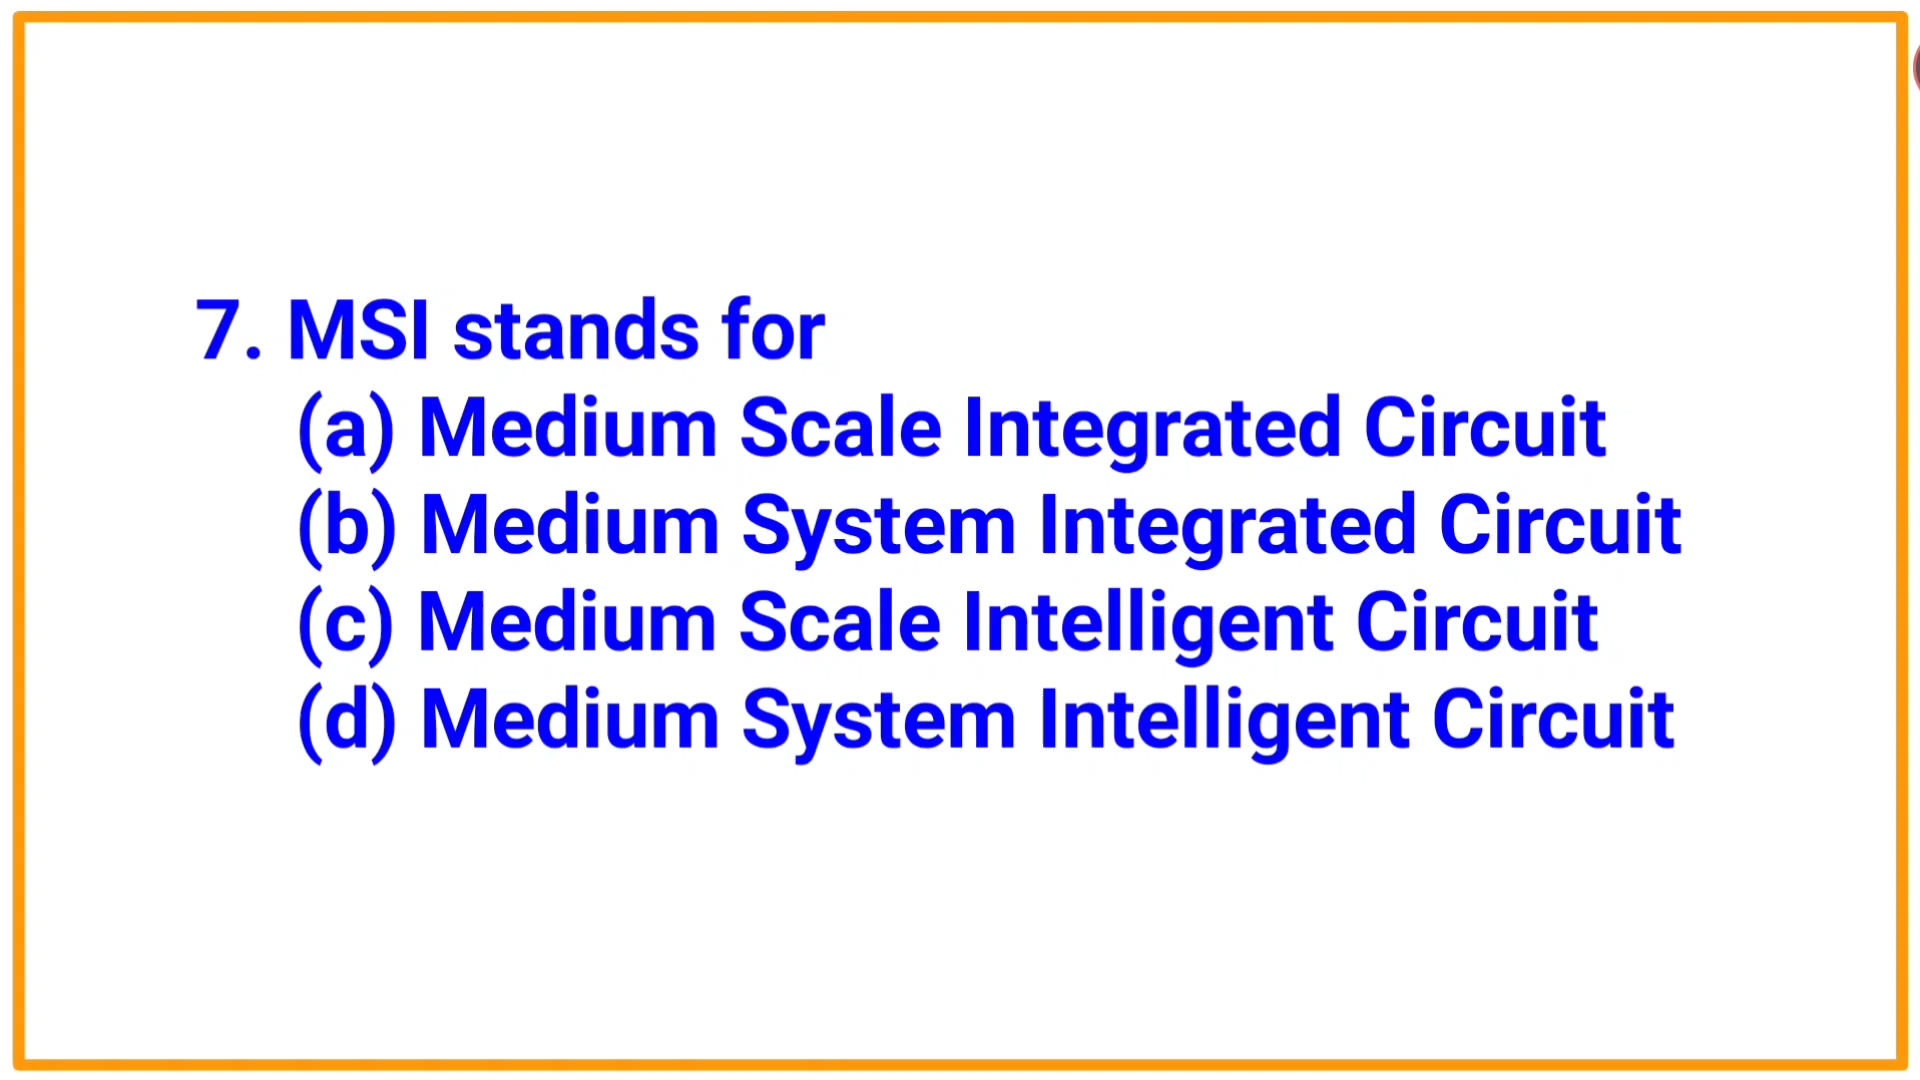 7. MSI stands for
(a) Medium Scale Integrated Circuit
(b) Medium System Integrated Circuit
(c) Medium Scale Intelligent Circuit
(d) Medium System Intelligent Circuit